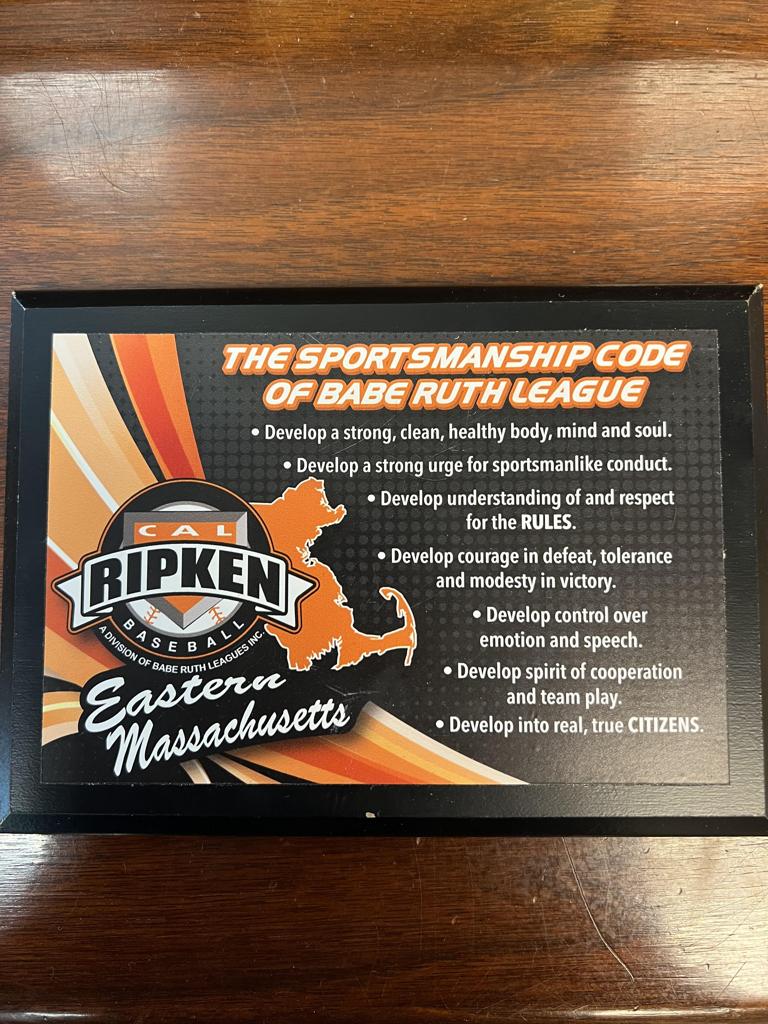 THE SPORTSMANSHIP CODE
OF BABE RUTH LEAGUE
• Develop a strong, clean, healthy body, mind and soul.
• Develop a strong urge for sportsmanlike conduct.
• Develop understanding of and respect
for the RULES.
• Develop courage in defeat, tolerance
and modesty in victory.
• Develop control over
emotion and speech.
• Develop spirit of cooperation
and team play.
• Develop into real, true CITIZENS.
CAL
RIPKEN
BASEBALL
A DIVISION OF BABE RUTH LEAGUES INC.
Eastern
Massachusetts